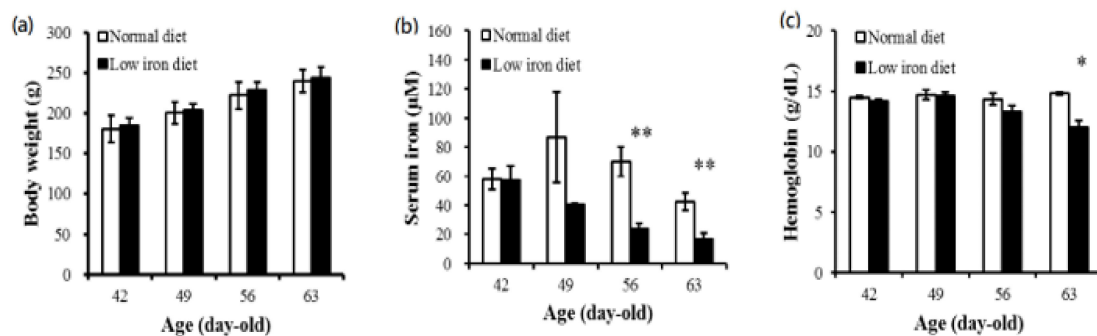 (a)
300
250
200
150
100
50
0
Body weight (g)
Normal diet
Low iron diet
42 49 56 63
Age (day-old)
(b)
160
140
120
100
80
60
40
20
0
Serum iron (μM)
Normal diet
Low iron diet
**
**
42 49 56 63
Age (day-old)
(c)
20
15
10
5
0
Hemoglobin (g/dL)
Normal diet
Low iron diet
*
42 49 56 63
Age (day-old)